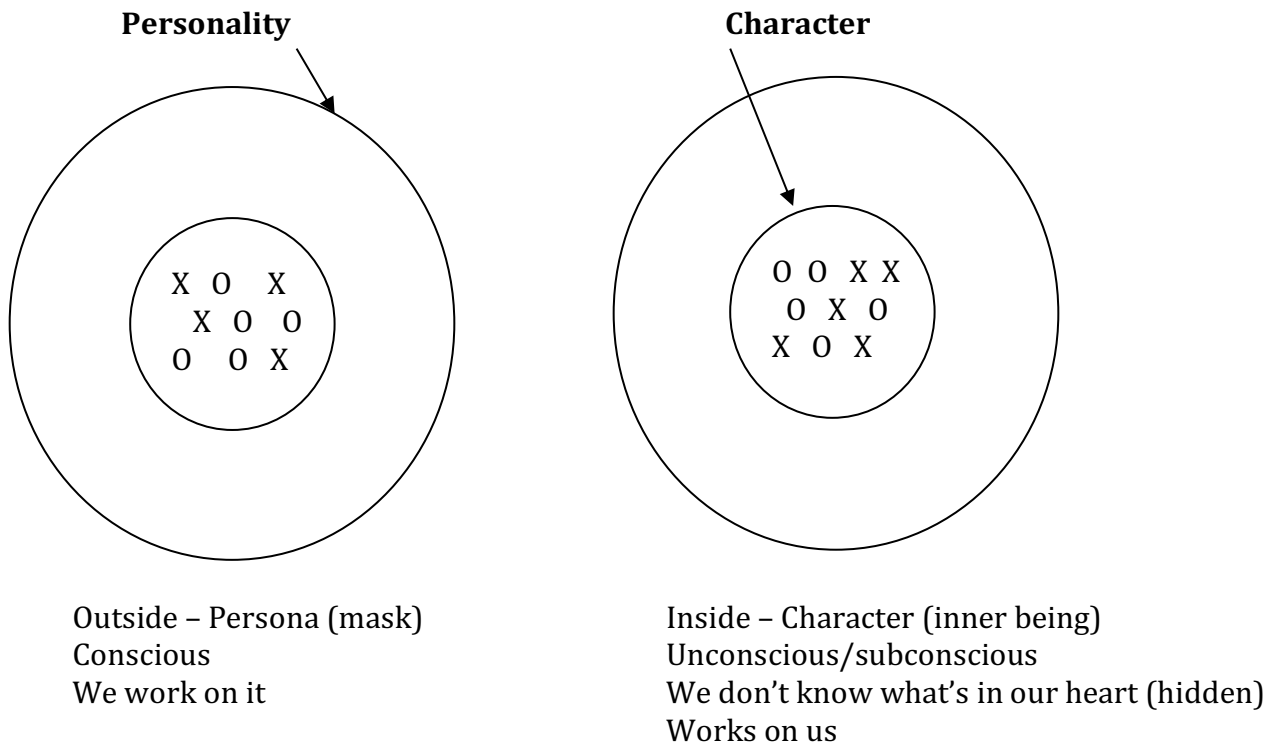 Personality
X O X
X O O
O O X
Outside – Persona (mask)
Conscious
We work on it
Character
O O X X
O X O
X O X
Inside – Character (inner being)
Unconscious/subconscious
We don’t know what’s in our heart (hidden)
Works on us